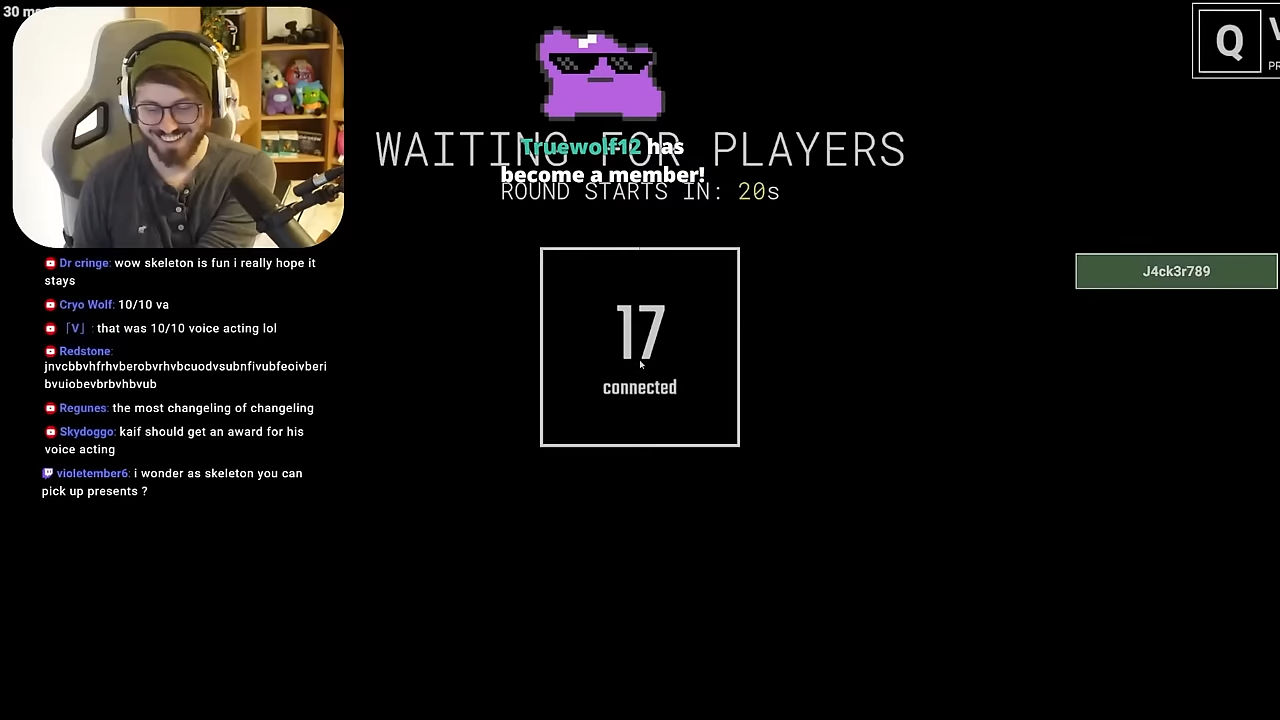 30 m
Q
PR
WAITING FOR PLAYERS
Truewolf12 has
become a member!
ROUND STARTS IN: 20s
17
connected
J4ck3r789
Dr cringe: wow skeleton is fun i really hope it
stays
Cryo Wolf: 10/10 va
「V」: that was 10/10 voice acting lol
Redstone:
jnvcbbvhfrhvberobvrhvbcuodvsubnfivubfeoivberi
bvuiobevbrbvhbvub
Regunes: the most changeling of changeling
Skydoggo: kaif should get an award for his
voice acting
violetember6: i wonder as skeleton you can
pick up presents ?